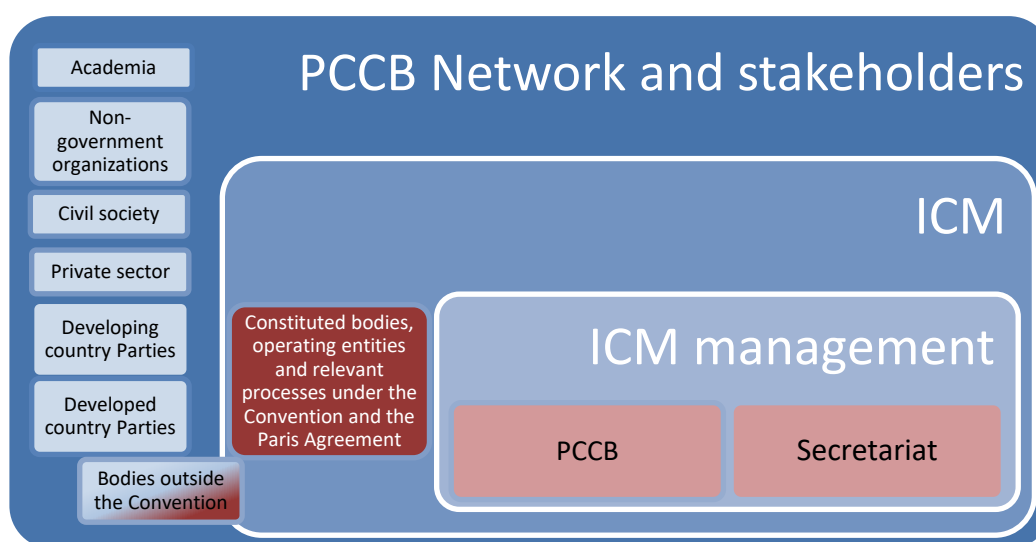 PCCB Network and stakeholders
Academia
Non-
government
organizations
Civil society
Private sector
Developing
country Parties
Developed
country Parties
Bodies outside
the Convention
ICM
Constituted bodies,
operating entities
and relevant
processes under the
Convention and the
Paris Agreement
ICM management
PCCB
Secretariat